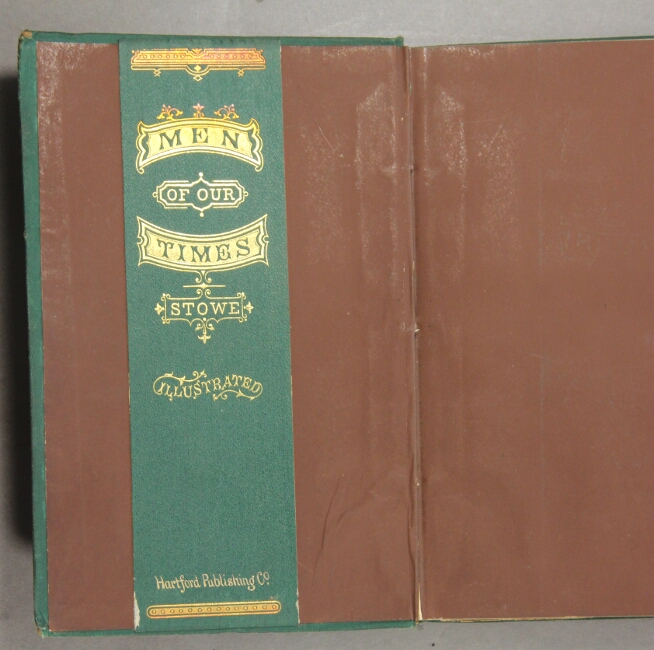 MEN
OF OUR
TIMES
STOWE
ILLUSTRATED
Hartford Publishing Co